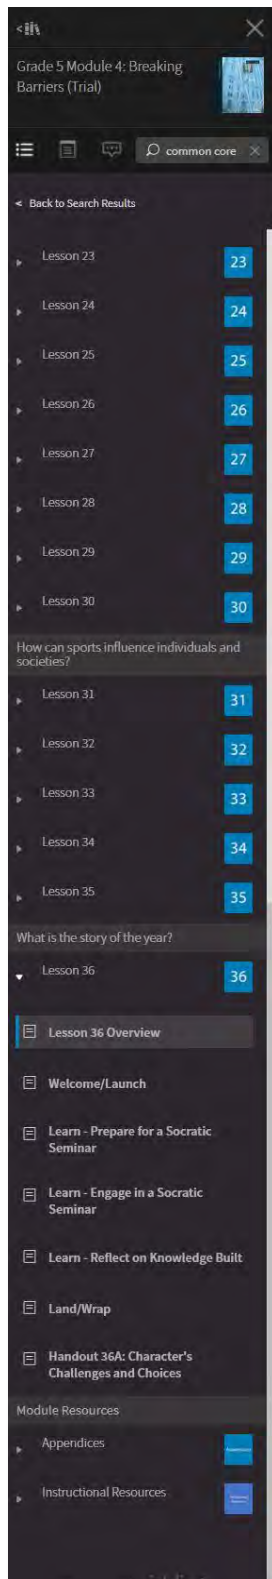 Grade 5 Module 4: Breaking
Barriers (Trial)
common core
< Back to Search Results
Lesson 23
23
Lesson 24
24
Lesson 25
25
Lesson 26
26
Lesson 27
27
Lesson 28
28
Lesson 29
29
Lesson 30
30
How can sports influence individuals and
societies?
Lesson 31
31
Lesson 32
32
Lesson 33
33
Lesson 34
34
Lesson 35
35
What is the story of the year?
Lesson 36
36
Lesson 36 Overview
Welcome/Launch
Learn - Prepare for a Socratic
Seminar
Learn - Engage in a Socratic
Seminar
Learn - Reflect on Knowledge Built
Land/Wrap
Handout 36A: Character's
Challenges and Choices
Module Resources
Appendices
Instructional Resources